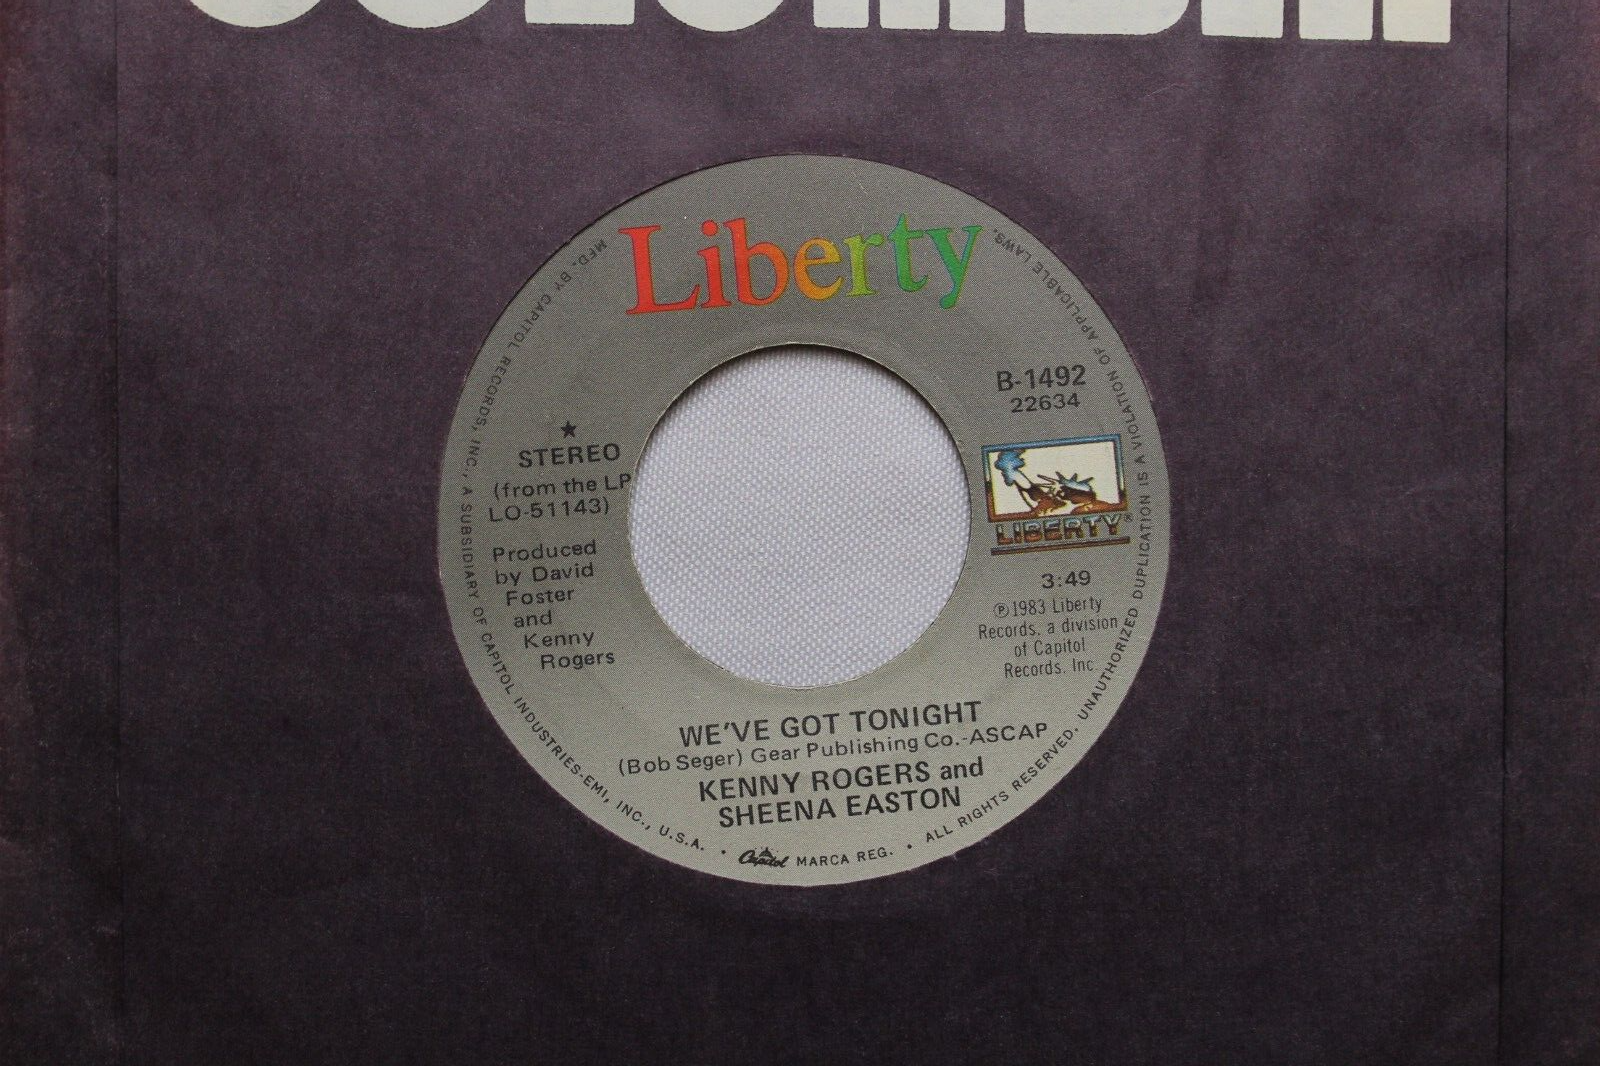 Liberty
B-1492
22634
★
STEREO
(from the LP
LO-51143)
Produced
by David
Foster
and
Kenny
Rogers
LIBERTY®
3:49
℗1983 Liberty
Records, a division
of Capitol
Records, Inc.
WE'VE GOT TONIGHT
(Bob Seger) Gear Publishing Co.-ASCAP
KENNY ROGERS and
SHEENA EASTON
MFD. BY CAPITOL RECORDS, INC., A SUBSIDIARY OF CAPITOL INDUSTRIES-EMI, INC., U.S.A. • Capitol MARCA REG. • ALL RIGHTS RESERVED. UNAUTHORIZED DUPLICATION IS A VIOLATION OF APPLICABLE LAWS.